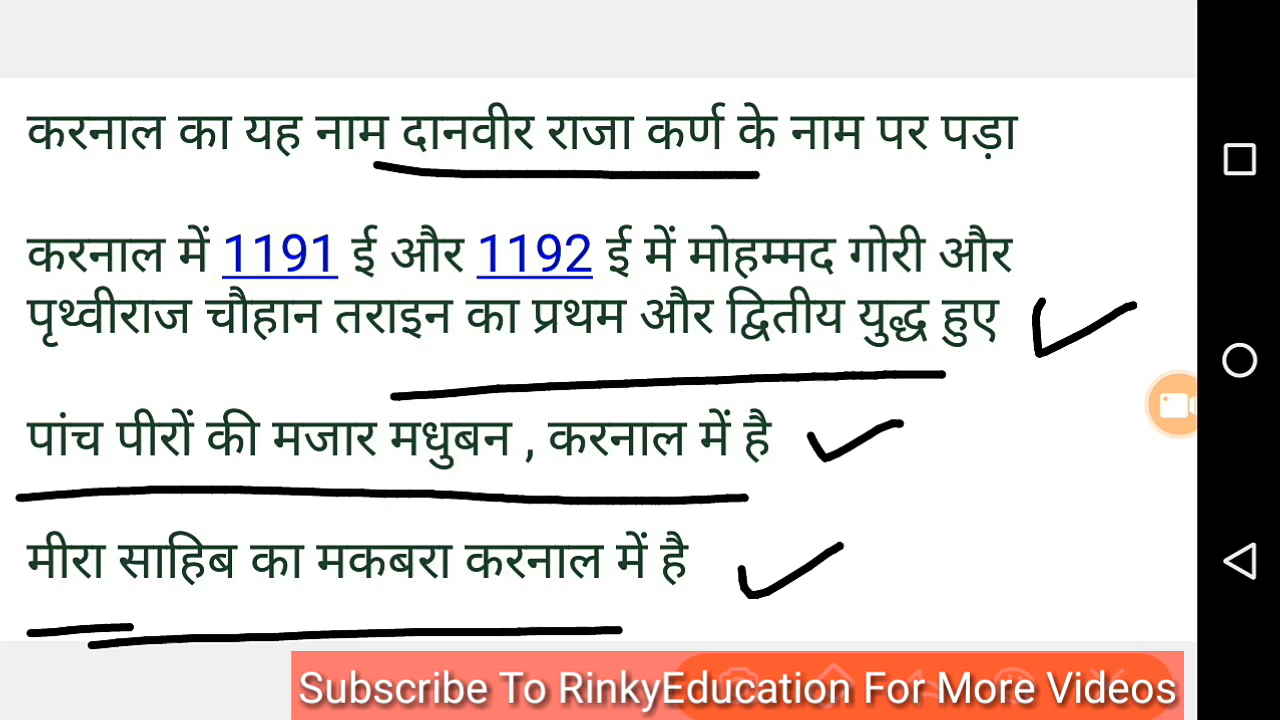 करनाल का यह नाम दानवीर राजा कर्ण के नाम पर पड़ा
करनाल में 1191 ई और 1192 ई में मोहम्मद गोरी और
पृथ्वीराज चौहान तराइन का प्रथम और द्वितीय युद्ध हुए
पांच पीरों की मजार मधुबन , करनाल में है
मीरा साहिब का मकबरा करनाल में है
Subscribe To RinkyEducation For More Videos